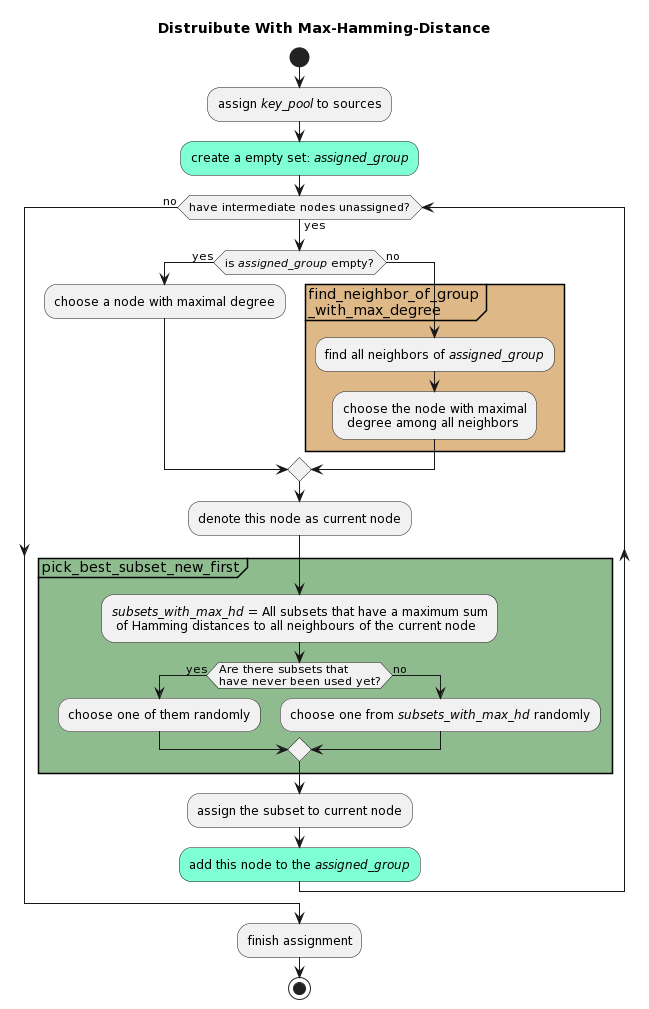 Distruibute With Max-Hamming-Distance
assign key_pool to sources
create a empty set: assigned_group
no
have intermediate nodes unassigned?
yes
yes
is assigned_group empty?
no
choose a node with maximal degree
find_neighbor_of_group
_with_max_degree
find all neighbors of assigned_group
choose the node with maximal
degree among all neighbors
denote this node as current node
pick_best_subset_new_first
subsets_with_max_hd = All subsets that have a maximum sum
of Hamming distances to all neighbours of the current node
yes
Are there subsets that
have never been used yet?
no
choose one of them randomly
choose one from subsets_with_max_hd randomly
assign the subset to current node
add this node to the assigned_group
finish assignment